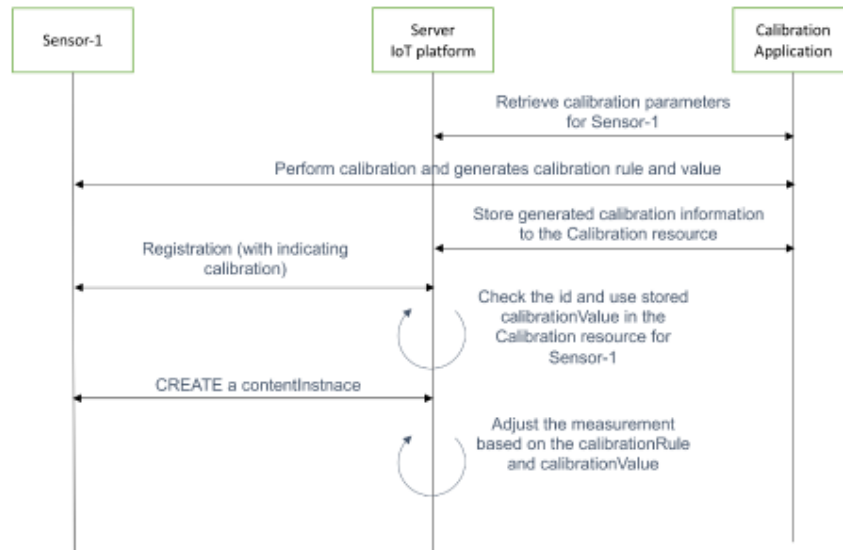 Sensor-1
Server
IoT platform
Calibration
Application
Retrieve calibration parameters
for Sensor-1
Perform calibration and generates calibration rule and value
Store generated calibration information
to the Calibration resource
Registration (with indicating
calibration)
Check the id and use stored
calibrationValue in the
Calibration resource for
Sensor-1
CREATE a contentInstnace
Adjust the measurement
based on the calibrationRule
and calibrationValue